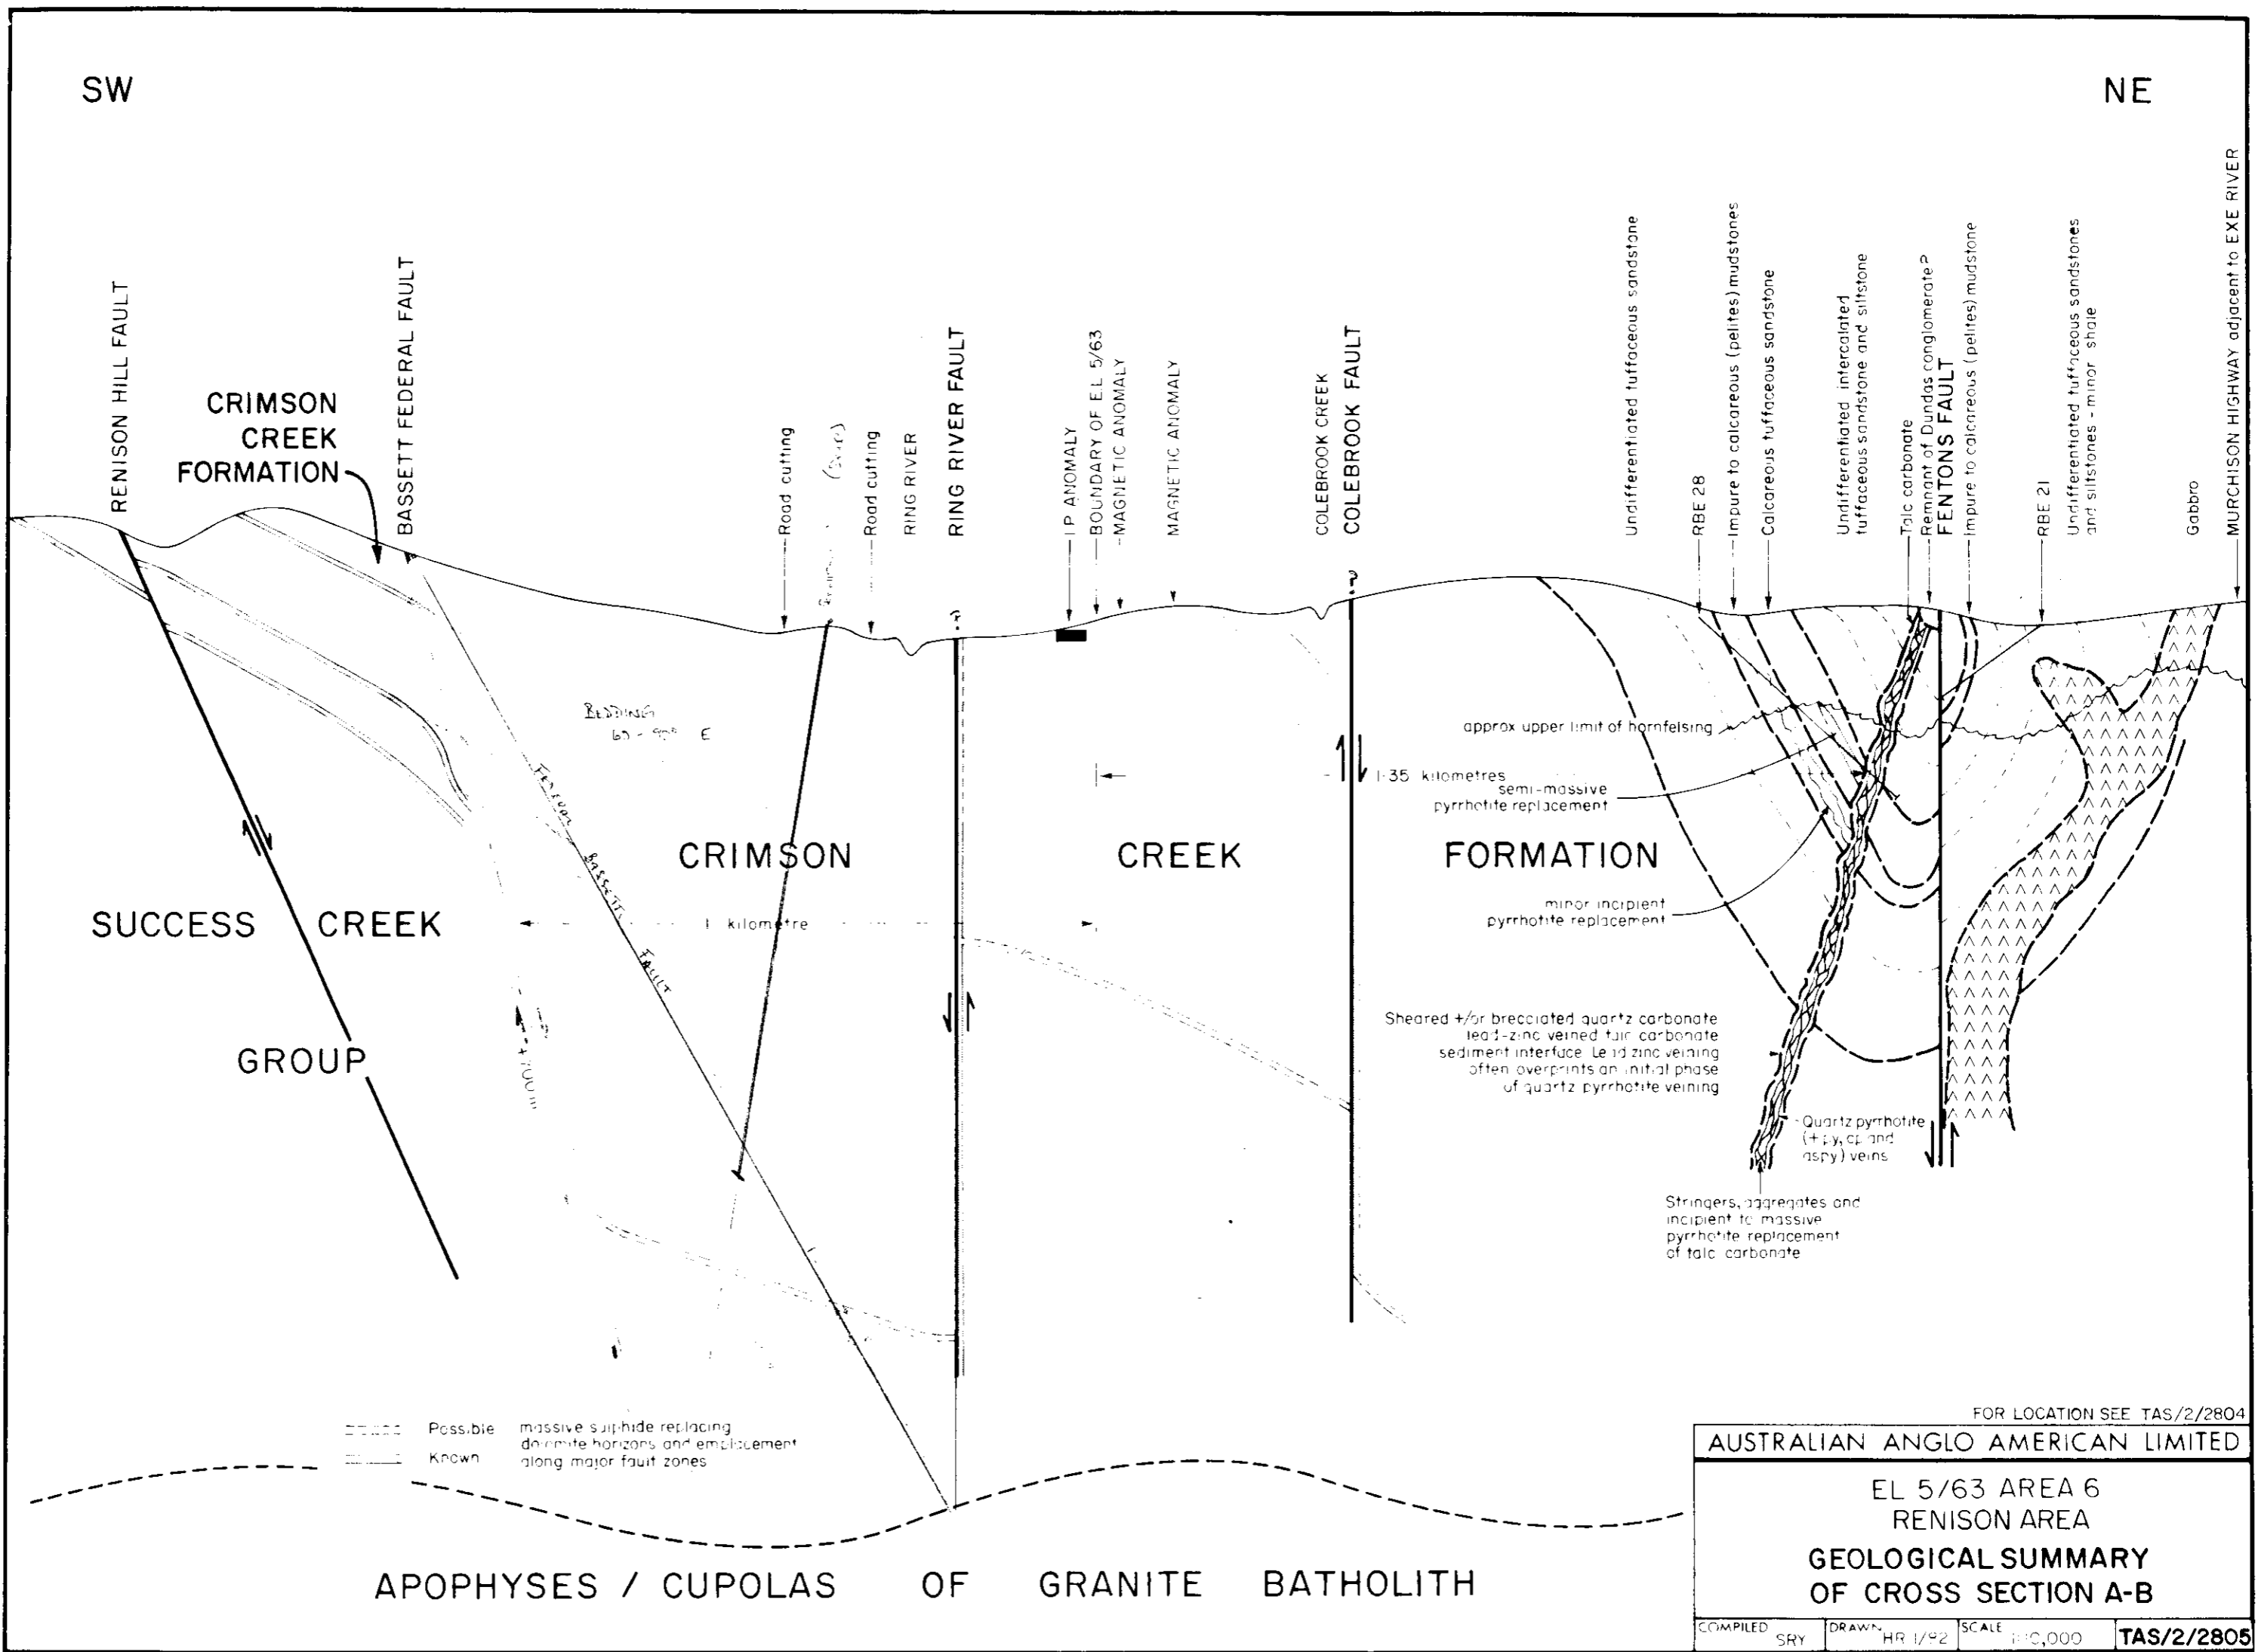 SW
NE
RENISON HILL FAULT
CRIMSON
CREEK
FORMATION
BASSETT FEDERAL FAULT
Road cutting
Road cutting
RING RIVER
RING RIVER FAULT
I P ANOMALY
BOUNDARY OF E.L. 5/63
MAGNETIC ANOMALY
MAGNETIC ANOMALY
COLEBROOK CREEK
COLEBROOK FAULT
Undifferentiated tuffaceous sandstone
RBE 28
Impure to calcareous (pelites) mudstones
Calcareous tuffaceous sandstone
Undifferentiated intercalated
tuffaceous sandstone and siltstone
Talc carbonate
Remnant of Dundas conglomerate?
FENTONS FAULT
Impure to calcareous (pelites) mudstone
RBE 21
Undifferentiated tuffaceous sandstones
and siltstones - minor shale
Gabbro
MURCHISON HIGHWAY adjacent to EXE RIVER
BEDDING
60 - 90° E
FEDERAL
BASSETT
FAULT
approx upper limit of hornfelsing
1·35 kilometres
semi-massive
pyrrhotite replacement
CRIMSON CREEK FORMATION
minor incipient
pyrrhotite replacement
SUCCESS CREEK
1 kilometre
GROUP
Sheared +/or brecciated quartz carbonate
lead-zinc veined talc carbonate
sediment interface. Lead zinc veining
often overprints an initial phase
of quartz pyrrhotite veining
Quartz pyrrhotite
(+ py, cp and
aspy) veins
Stringers, aggregates and
incipient to massive
pyrrhotite replacement
of talc carbonate
Possible massive sulphide replacing
dolomite horizons and emplacement
Known along major fault zones
APOPHYSES / CUPOLAS OF GRANITE BATHOLITH
FOR LOCATION SEE TAS/2/2804
AUSTRALIAN ANGLO AMERICAN LIMITED
EL 5/63 AREA 6
RENISON AREA
GEOLOGICAL SUMMARY
OF CROSS SECTION A-B
COMPILED SRY DRAWN HR 1/82 SCALE 1:10,000 TAS/2/2805